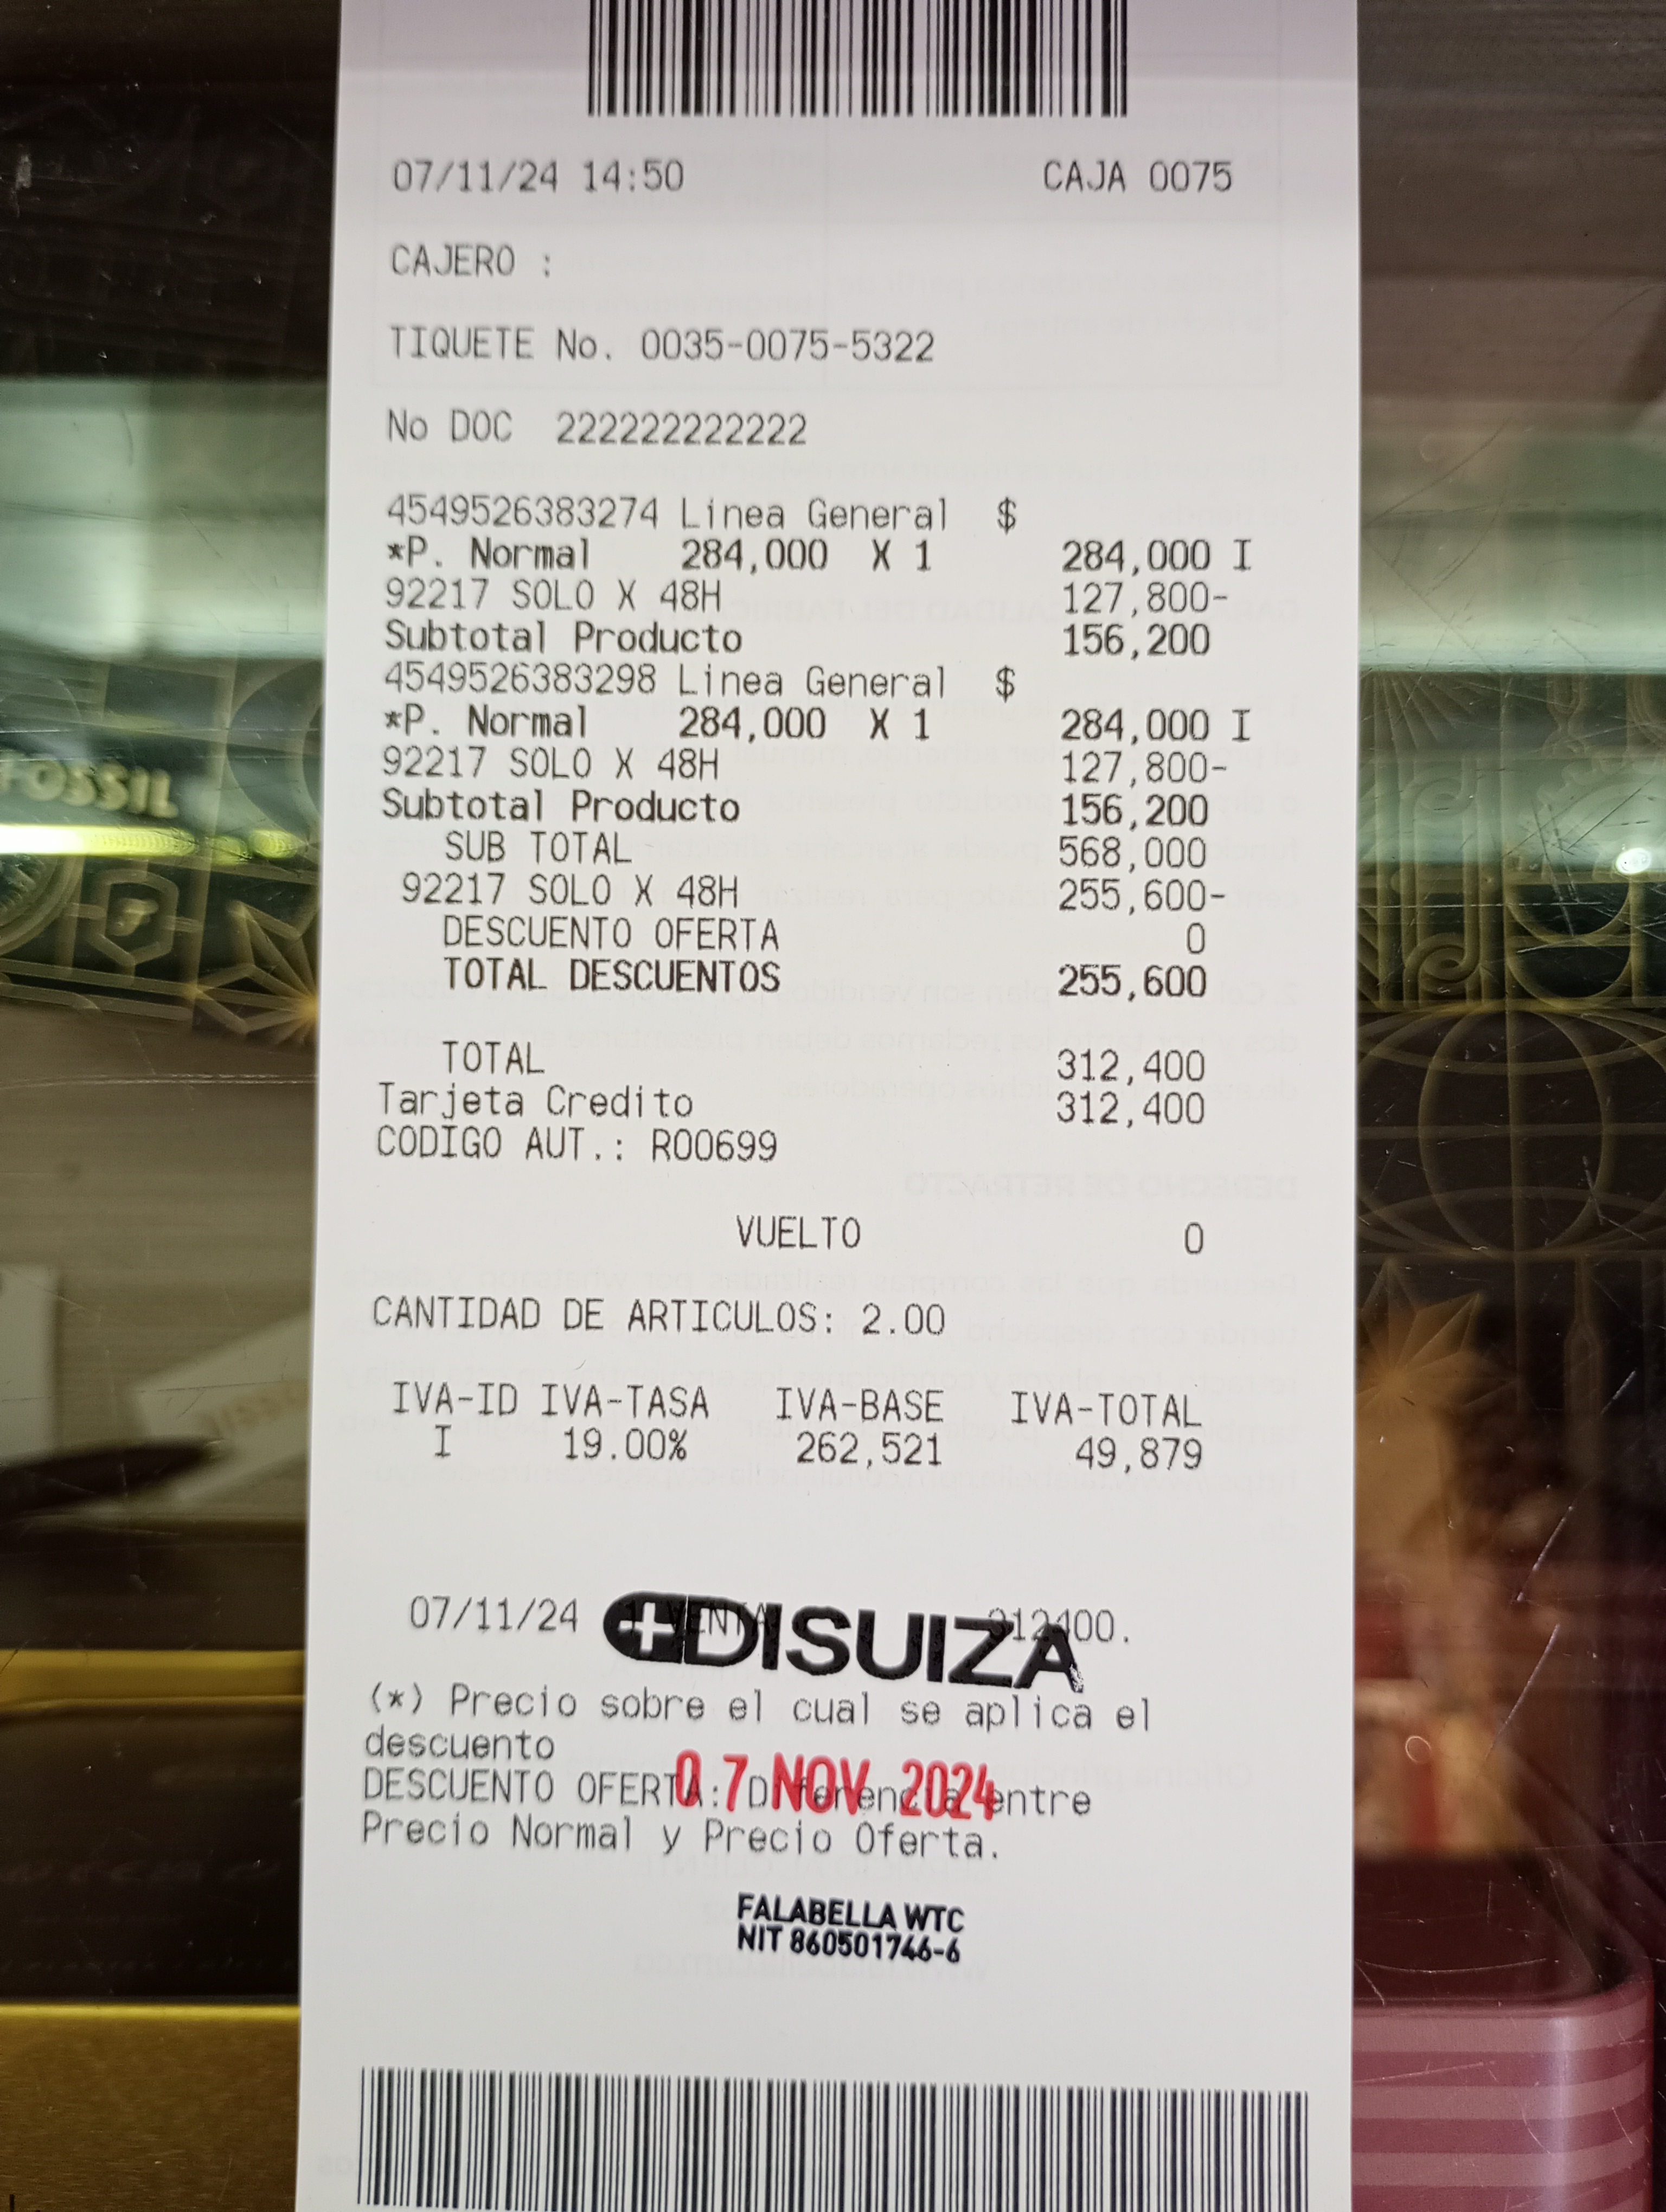 07/11/24 14:50 CAJA 0075
CAJERO :
TIQUETE No. 0035-0075-5322
No DOC 222222222222
4549526383274 Linea General $
*P. Normal 284,000 X 1 284,000 I
92217 SOLO X 48H 127,800-
Subtotal Producto 156,200
4549526383298 Linea General $
*P. Normal 284,000 X 1 284,000 I
92217 SOLO X 48H 127,800-
Subtotal Producto 156,200
SUB TOTAL 568,000
92217 SOLO X 48H 255,600-
DESCUENTO OFERTA 0
TOTAL DESCUENTOS 255,600
TOTAL 312,400
Tarjeta Credito 312,400
CODIGO AUT.: R00699
VUELTO 0
CANTIDAD DE ARTICULOS: 2.00
IVA-ID IVA-TASA IVA-BASE IVA-TOTAL
I 19.00% 262,521 49,879
07/11/24 VENTA 312400.
DISUIZA
(*) Precio sobre el cual se aplica el
descuento
07 NOV 2024
DESCUENTO OFERTA: Diferencia entre
Precio Normal y Precio Oferta.
FALABELLA WTC
NIT 860501746-6
FOSSIL